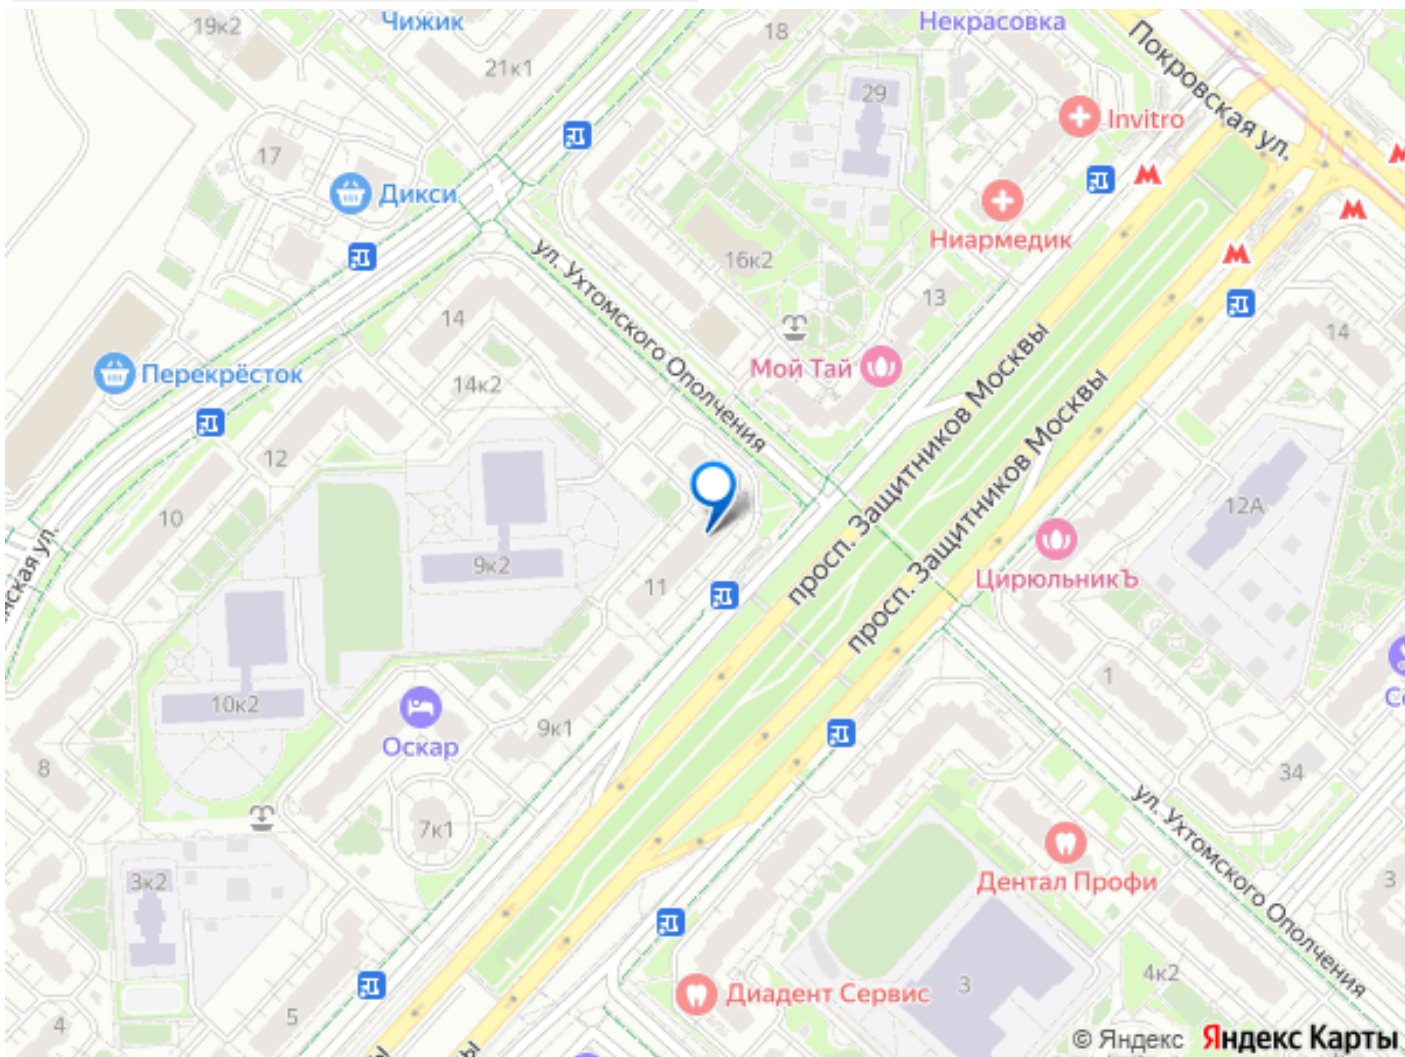 19к2
Чижик
18
Некрасовка
Покровская ул.
21к1
29
Invitro
17
Дикси
Ниармедик
ул. Ухтомского Ополчения
16к2
13
14
14
Мой Тай
просп. Защитников Москвы
Перекрёсток
14к2
просп. Защитников Москвы
12
10
12А
9к2
11
ЦирюльникЪ
мская ул.
1
10к2
9к1
Оскар
8
34
7к1
ул. Ухтомского Ополчения
3к2
Дентал Профи
3
4к2
3
Диадент Сервис
5
4
© Яндекс Яндекс Карты